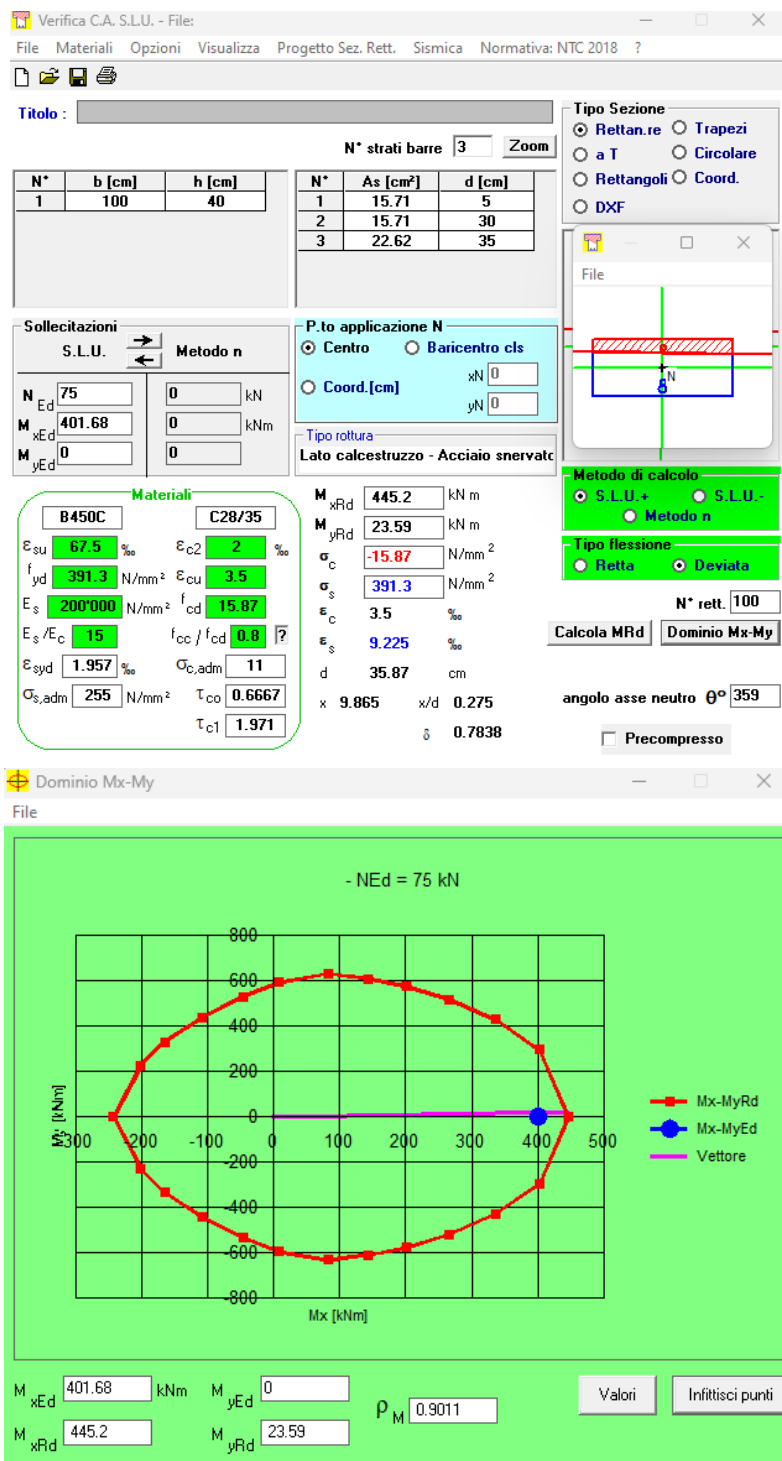 Verifica C.A. S.L.U. - File:
File Materiali Opzioni Visualizza Progetto Sez. Rett. Sismica Normativa: NTC 2018 ?
Titolo :
N* strati barre 3 Zoom
N* b [cm] h [cm]
1 100 40
N* As [cm²] d [cm]
1 15.71 5
2 15.71 30
3 22.62 35
Tipo Sezione
Rettan.re Trapezi
a T Circolare
Rettangoli Coord.
DXF
File
N
Sollecitazioni
S.L.U. Metodo n
N Ed 75 0 kN
M xEd 401.68 0 kNm
M yEd 0 0
P.to applicazione N
Centro Baricentro cls
Coord.[cm] xN 0
yN 0
Tipo rottura
Lato calcestruzzo - Acciaio snervato
Materiali
B450C C28/35
εsu 67.5 ‰ εc2 2 ‰
fyd 391.3 N/mm² εcu 3.5
Es 200'000 N/mm² fcd 15.87
Es/Ec 15 fcc / fcd 0.8 ?
εsyd 1.957 ‰ σc,adm 11
σs,adm 255 N/mm² τco 0.6667
τc1 1.971
M xRd 445.2 kN m
M yRd 23.59 kN m
σc -15.87 N/mm²
σs 391.3 N/mm²
εc 3.5 ‰
εs 9.225 ‰
d 35.87 cm
x 9.865 x/d 0.275
δ 0.7838
Metodo di calcolo
S.L.U.+ S.L.U.-
Metodo n
Tipo flessione
Retta Deviata
N* rett. 100
Calcola MRd Dominio Mx-My
angolo asse neutro θ° 359
Precompresso
Dominio Mx-My
File
- NEd = 75 kN
800
600
400
200
0
-200
-400
-600
-800
-300 -200 -100 0 100 200 300 400 500
My [kNm]
Mx [kNm]
Mx-MyRd
Mx-MyEd
Vettore
M xEd 401.68 kNm M yEd 0
M xRd 445.2 M yRd 23.59
ρ M 0.9011
Valori Infittisci punti